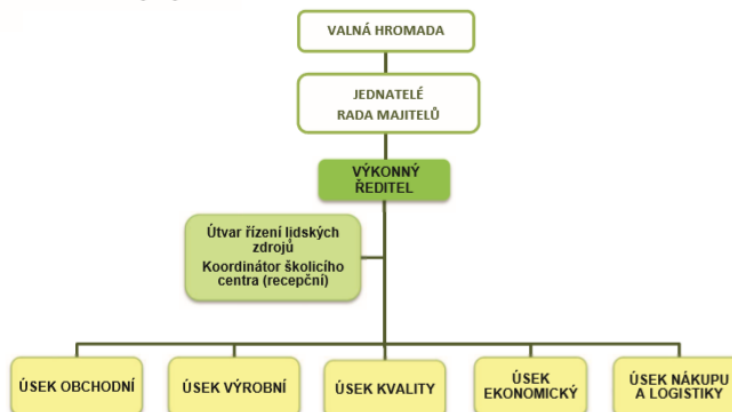 VALNÁ HROMADA
JEDNATELÉ
RADA MAJITELŮ
VÝKONNÝ
ŘEDITEL
Útvar řízení lidských
zdrojů
Koordinátor školicího
centra (recepční)
ÚSEK OBCHODNÍ
ÚSEK VÝROBNÍ
ÚSEK KVALITY
ÚSEK
EKONOMICKÝ
ÚSEK NÁKUPU
A LOGISTIKY